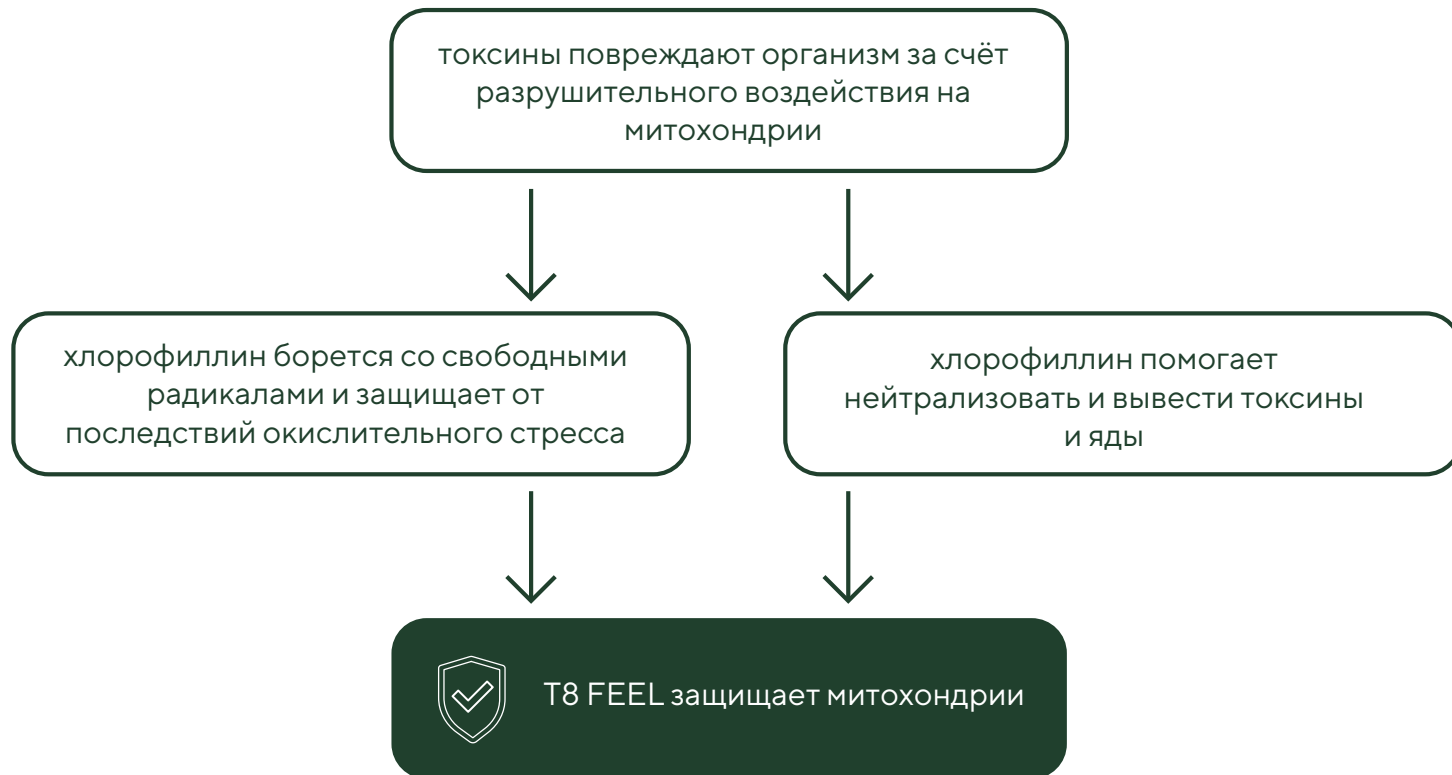 токсины повреждают организм за счёт
разрушительного воздействия на
митохондрии
хлорофиллин борется со свободными
радикалами и защищает от
последствий окислительного стресса
хлорофиллин помогает
нейтрализовать и вывести токсины
и яды
T8 FEEL защищает митохондрии